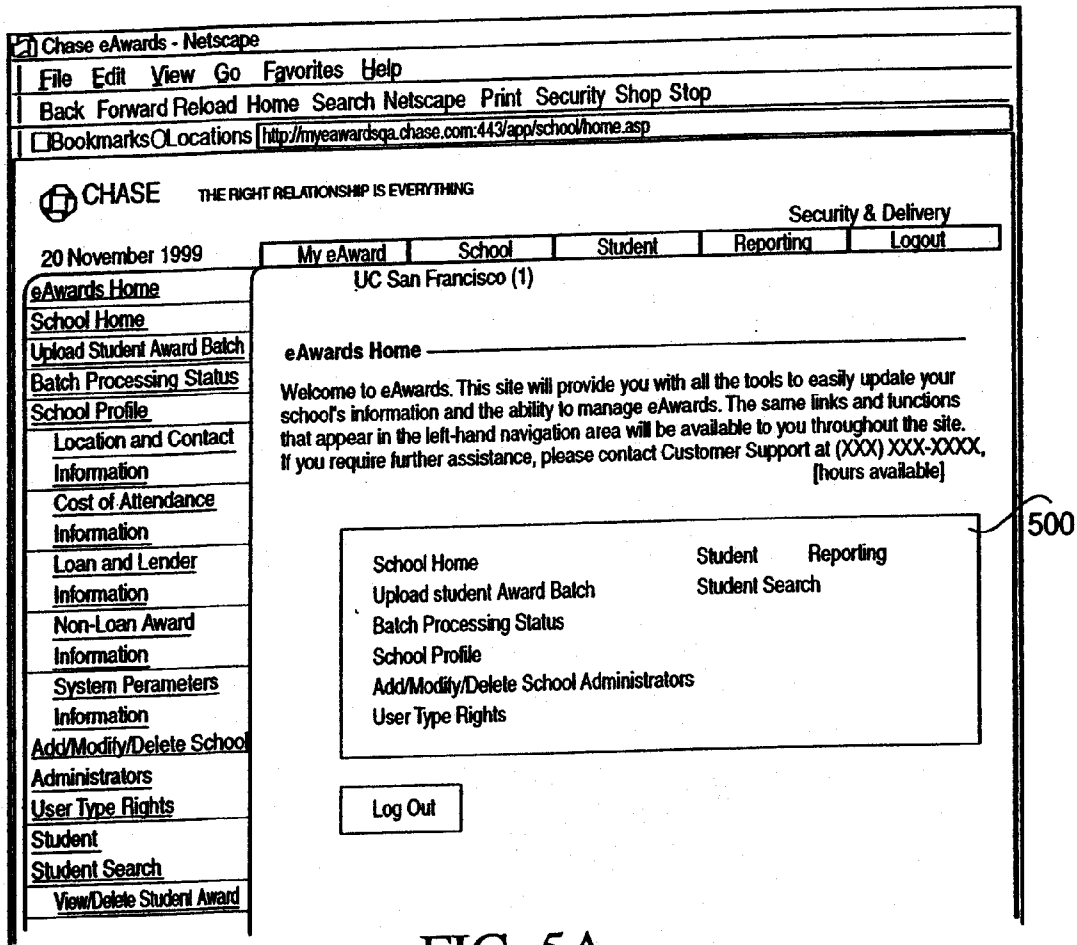 Chase eAwards - Netscape
File Edit View Go Favorites Help
Back Forward Reload Home Search Netscape Print Security Shop Stop
Bookmarks Locations http://myeawardsqa.chase.com:443/app/school/home.asp
CHASE THE RIGHT RELATIONSHIP IS EVERYTHING
Security & Delivery
20 November 1999 My eAward School Student Reporting Logout
UC San Francisco (1)
eAwards Home
School Home
Upload Student Award Batch
Batch Processing Status
School Profile
Location and Contact
Information
Cost of Attendance
Information
Loan and Lender
Information
Non-Loan Award
Information
System Perameters
Information
Add/Modify/Delete School
Administrators
User Type Rights
Student
Student Search
View/Delete Student Award
eAwards Home
Welcome to eAwards. This site will provide you with all the tools to easily update your
school's information and the ability to manage eAwards. The same links and functions
that appear in the left-hand navigation area will be available to you throughout the site.
If you require further assistance, please contact Customer Support at (XXX) XXX-XXXX,
[hours available]
500
School Home Student Reporting
Upload student Award Batch Student Search
Batch Processing Status
School Profile
Add/Modify/Delete School Administrators
User Type Rights
Log Out
FIG. 5A